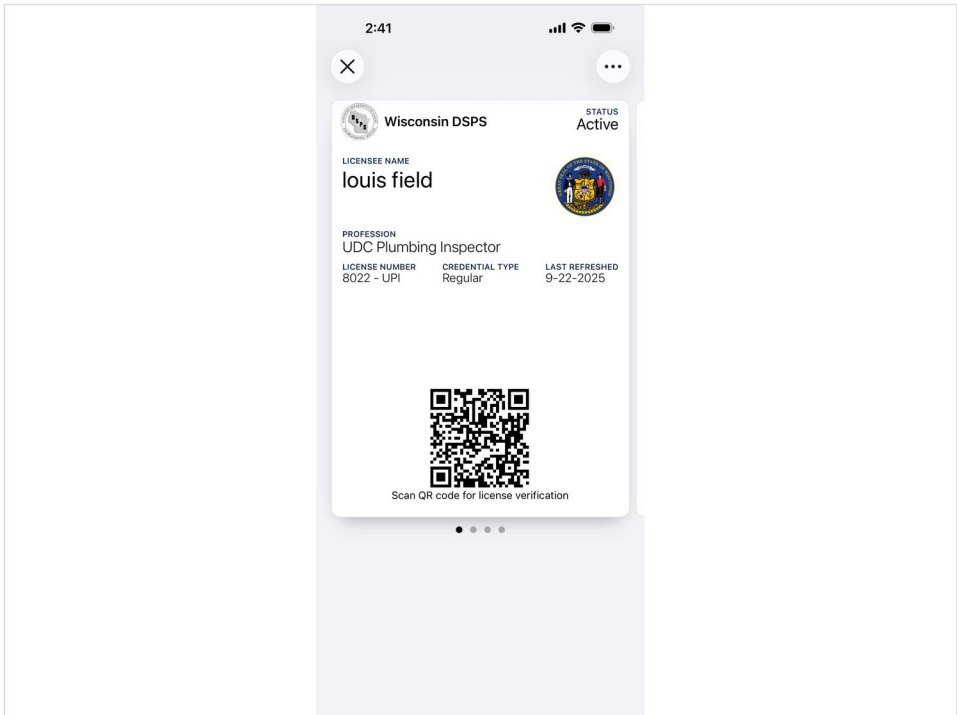 2:41
Wisconsin DSPS
STATUS
Active
LICENSEE NAME
louis field
PROFESSION
UDC Plumbing Inspector
LICENSE NUMBER CREDENTIAL TYPE LAST REFRESHED
8022 - UPI Regular 9-22-2025
Scan QR code for license verification